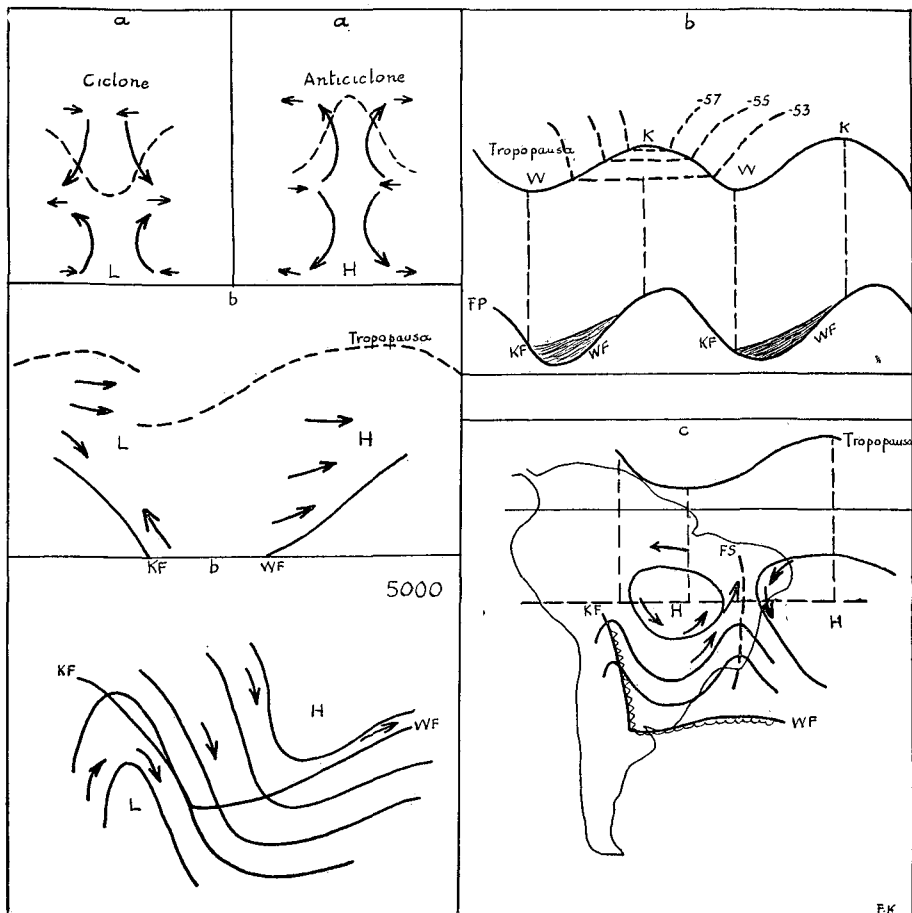 a
Ciclone
L
a
Anticiclone
H
b
-57
-55
-53
K
K
Tropopausa
W
W
FP
KF
WF
KF
WF
b
Tropopausa
L
H
KF
b
WF
5000
KF
H
WF
L
c
Tropopausa
FS
KF
H
H
WF
F.K